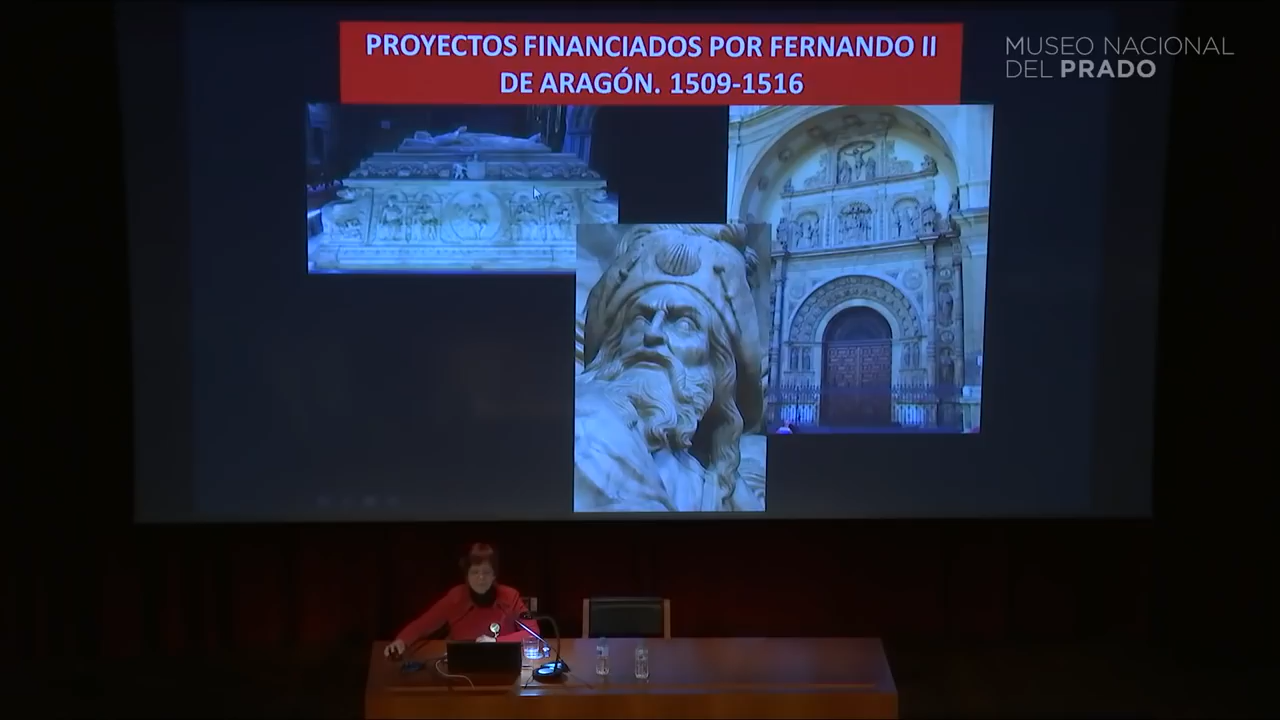 PROYECTOS FINANCIADOS POR FERNANDO II
DE ARAGÓN. 1509-1516
MUSEO NACIONAL
DEL PRADO